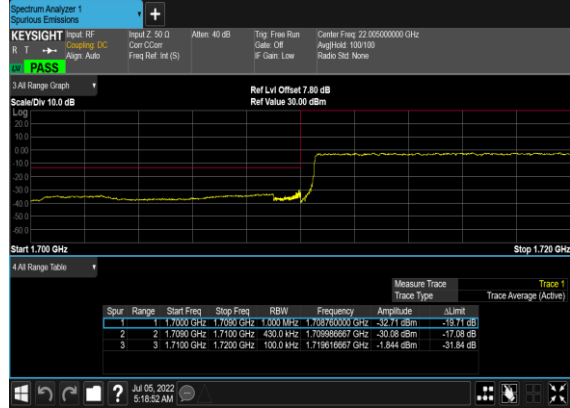 Spectrum Analyzer 1
Spurious Emissions
KEYSIGHT Input: RF Input Z: 50 Ω Atten: 40 dB Trig: Free Run Center Freq: 22.005000000 GHz
R T Coupling: DC Corr CCorr Gate: Off Avg|Hold: 100/100
Align: Auto Freq Ref: Int (S) IF Gain: Low Radio Std: None
PASS
3 All Range Graph
Ref Lvl Offset 7.80 dB
Scale/Div 10.0 dB Ref Value 30.00 dBm
Log
20.0
10.0
0.00
-10.0
-20.0
-30.0
-40.0
-50.0
-60.0
Start 1.700 GHz Stop 1.720 GHz
4 All Range Table
Measure Trace Trace 1
Trace Type Trace Average (Active)
Spur Range Start Freq Stop Freq RBW Frequency Amplitude ΔLimit
1 1 1.7000 GHz 1.7090 GHz 1.000 MHz 1.708760000 GHz -32.71 dBm -19.71 dB
2 2 1.7090 GHz 1.7100 GHz 430.0 kHz 1.709986667 GHz -30.08 dBm -17.08 dB
3 3 1.7100 GHz 1.7200 GHz 100.0 kHz 1.719616667 GHz -1.844 dBm -31.84 dB
?
Jul 05, 2022
5:18:52 AM